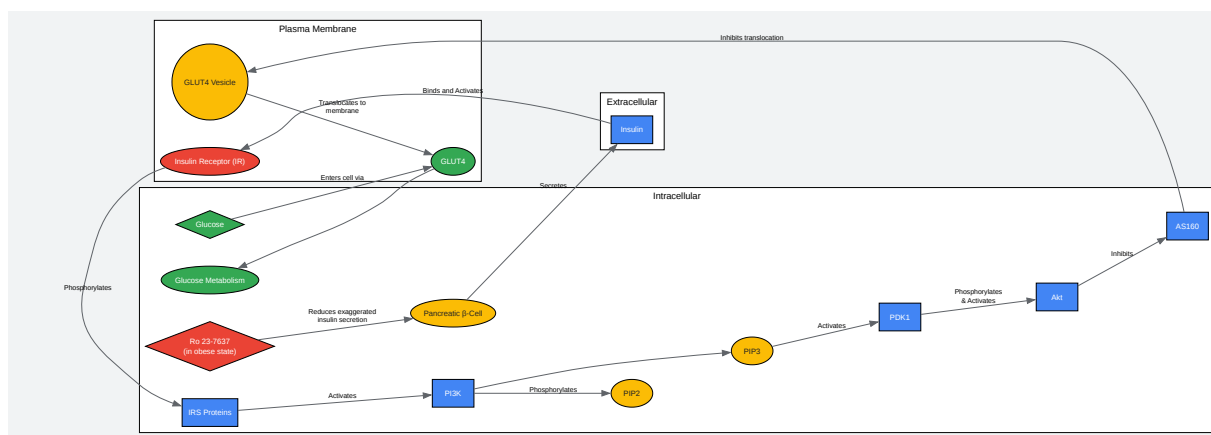 Plasma Membrane
Inhibits translocation
GLUT4 Vesicle
Translocates to
membrane
Binds and Activates
Extracellular
Insulin
Insulin Receptor (IR)
GLUT4
Enters cell via
Secretes
Intracellular
Glucose
AS160
Glucose Metabolism
Inhibits
Phosphorylates
Phosphorylates
& Activates
Akt
Reduces exaggerated
insulin secretion
Pancreatic β-Cell
PDK1
Activates
Ro 23-7637
(in obese state)
PIP3
Activates
PI3K
Phosphorylates
PIP2
IRS Proteins